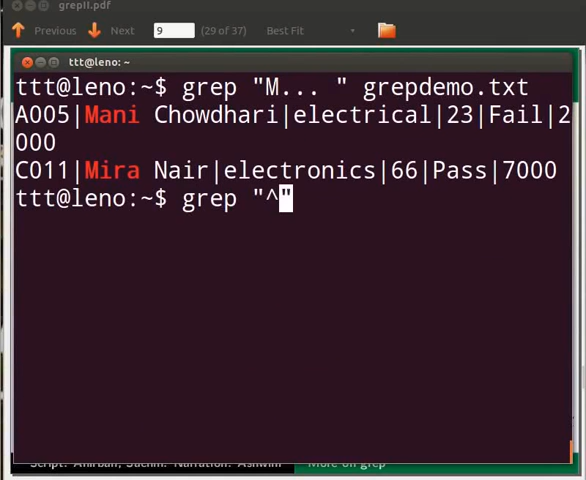 grepII.pdf
Previous Next 9 (29 of 37) Best Fit
ttt@leno: ~
ttt@leno:~$ grep "M... " grepdemo.txt
A005|Mani Chowdhari|electrical|23|Fail|2
000
C011|Mira Nair|electronics|66|Pass|7000
ttt@leno:~$ grep "^"
Script: Anirban, Sachin. Narration: Ashwini More on grep